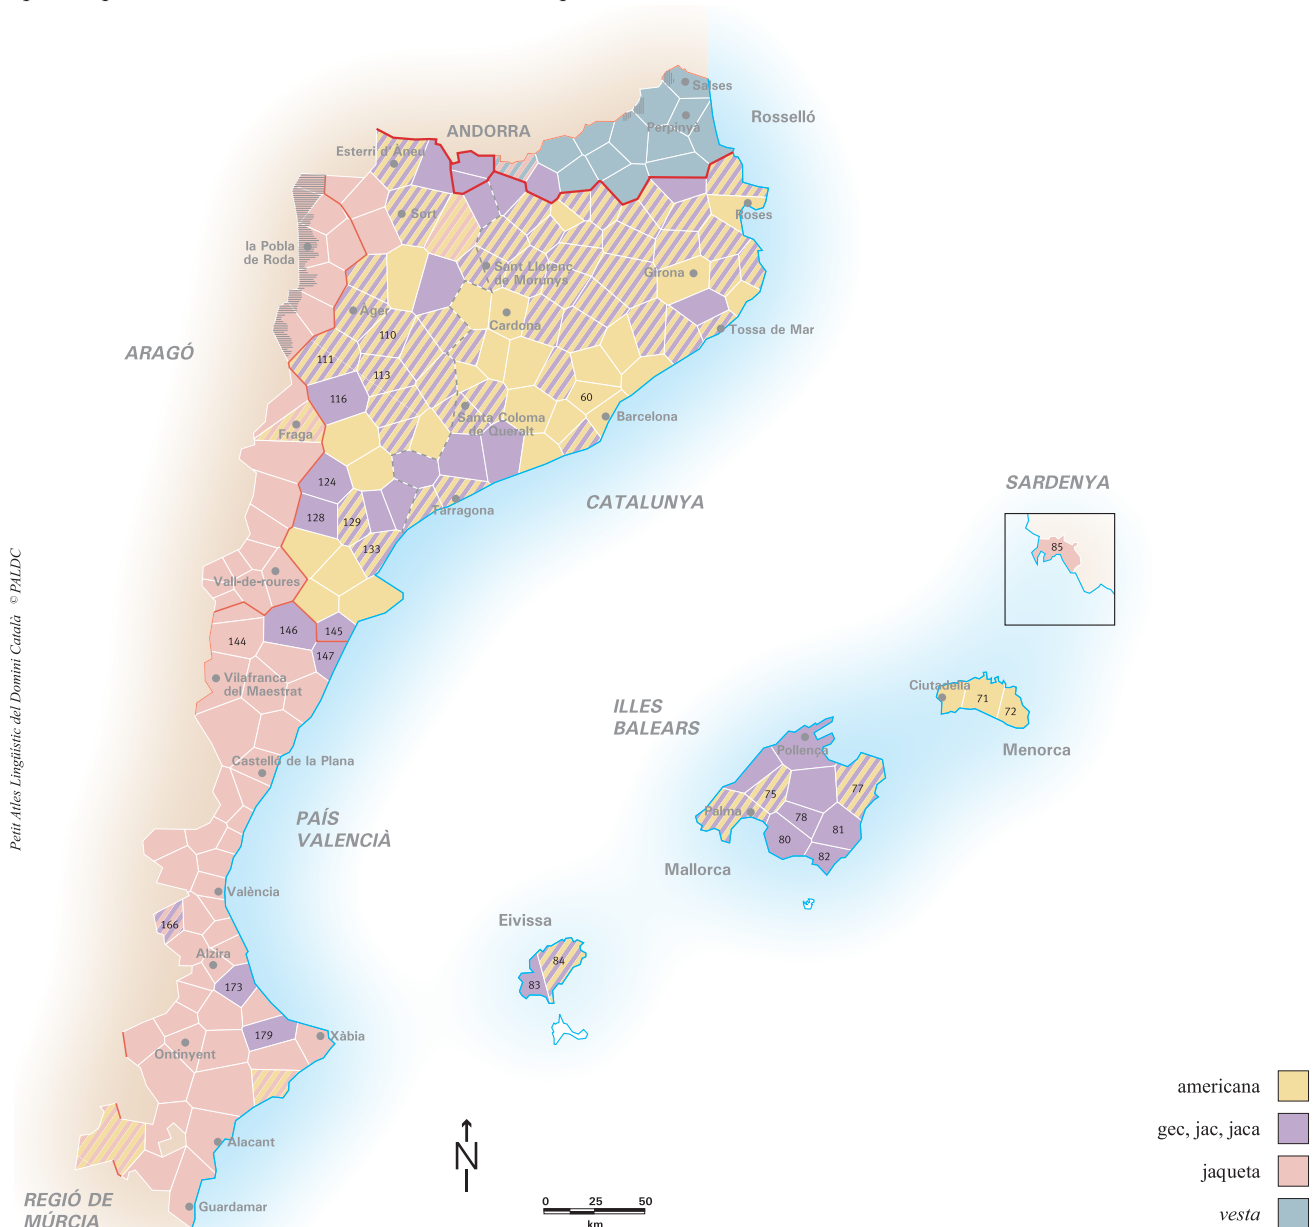 Salses
Rosselló
Perpinyà
ANDORRA
Esterri d'Àneu
Sort
Roses
la Pobla
de Roda
Sant Llorenç
de Morunys
Girona
Àger
Cardona
Tossa de Mar
110
ARAGÓ
111
113
116
60
Santa Coloma
de Queralt
Barcelona
Fraga
124
SARDENYA
CATALUNYA
Tarragona
128
129
133
85
Vall-de-roures
146
145
144
147
Vilafranca
del Maestrat
Ciutadella
71
72
ILLES
BALEARS
Menorca
Pollença
Castelló de la Plana
75
77
Palma
78
81
80
82
PAÍS
VALENCIÀ
Mallorca
València
166
Eivissa
Alzira
84
83
173
179
Xàbia
Ontinyent
Alacant
Guardamar
REGIÓ DE
MÚRCIA
N
0 25 50
km
americana
gec, jac, jaca
jaqueta
vesta
Petit Atles Lingüístic del Domini Català © PALDC